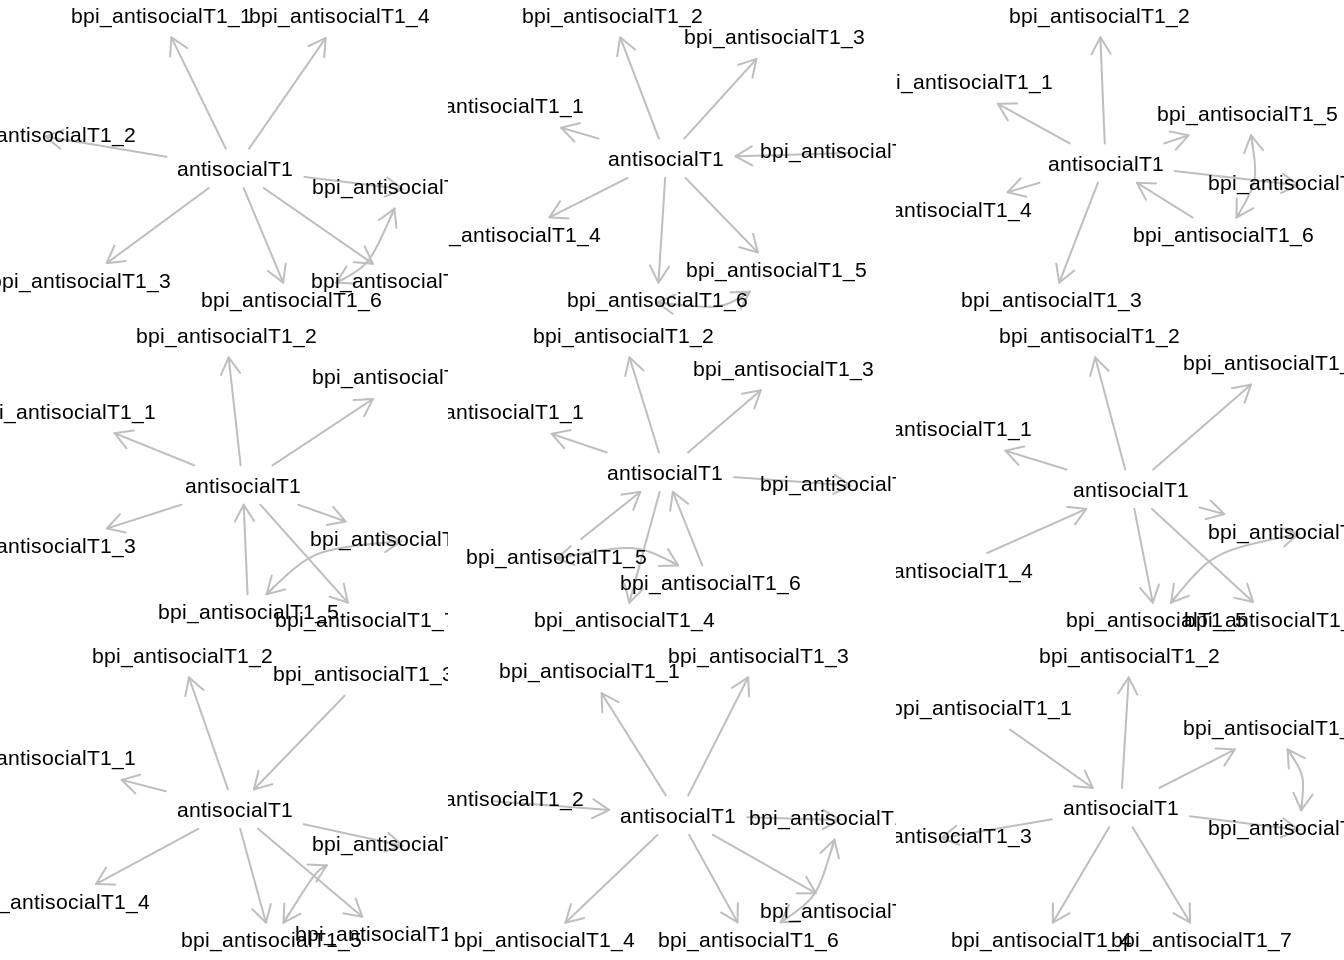 bpi_antisocialT1_1
bpi_antisocialT1_4
antisocialT1_2
antisocialT1
bpi_antisocialT
bpi_antisocialT1_3
bpi_antisocialT
bpi_antisocialT1_6
bpi_antisocialT1_2
bpi_antisocialT1_3
antisocialT1_1
antisocialT1
bpi_antisocialT
_antisocialT1_4
bpi_antisocialT1_5
bpi_antisocialT1_6
bpi_antisocialT1_2
i_antisocialT1_1
bpi_antisocialT1_5
antisocialT1
bpi_antisocialT
antisocialT1_4
bpi_antisocialT1_6
bpi_antisocialT1_3
bpi_antisocialT1_2
bpi_antisocialT
i_antisocialT1_1
antisocialT1
bpi_antisocialT
antisocialT1_3
bpi_antisocialT1_5
bpi_antisocialT1_7
bpi_antisocialT1_2
bpi_antisocialT1_3
antisocialT1_1
antisocialT1
bpi_antisocialT
bpi_antisocialT1_5
bpi_antisocialT1_6
bpi_antisocialT1_4
bpi_antisocialT1_2
bpi_antisocialT1_
antisocialT1_1
antisocialT1
bpi_antisocialT
antisocialT1_4
bpi_antisocialT1_5
bpi_antisocialT1_
bpi_antisocialT1_2
bpi_antisocialT1_3
antisocialT1_1
antisocialT1
bpi_antisocialT
_antisocialT1_4
bpi_antisocialT1_5
bpi_antisocialT1
bpi_antisocialT1_3
bpi_antisocialT1_1
antisocialT1_2
antisocialT1
bpi_antisocialT
bpi_antisocialT
bpi_antisocialT1_4
bpi_antisocialT1_6
bpi_antisocialT1_2
bpi_antisocialT1_1
bpi_antisocialT1_
antisocialT1
bpi_antisocialT
antisocialT1_3
bpi_antisocialT1_4
bpi_antisocialT1_7